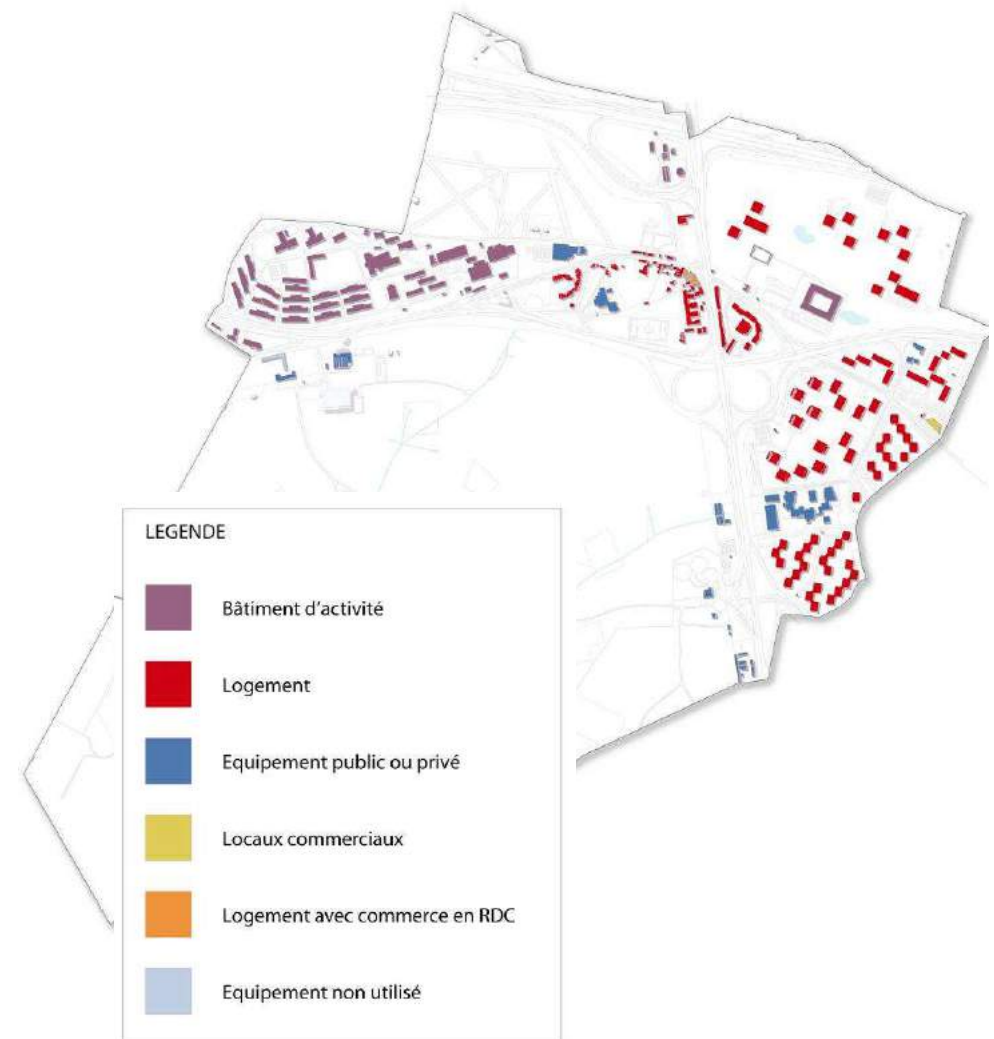 LEGENDE
Bâtiment d'activité
Logement
Equipement public ou privé
Locaux commerciaux
Logement avec commerce en RDC
Equipement non utilisé